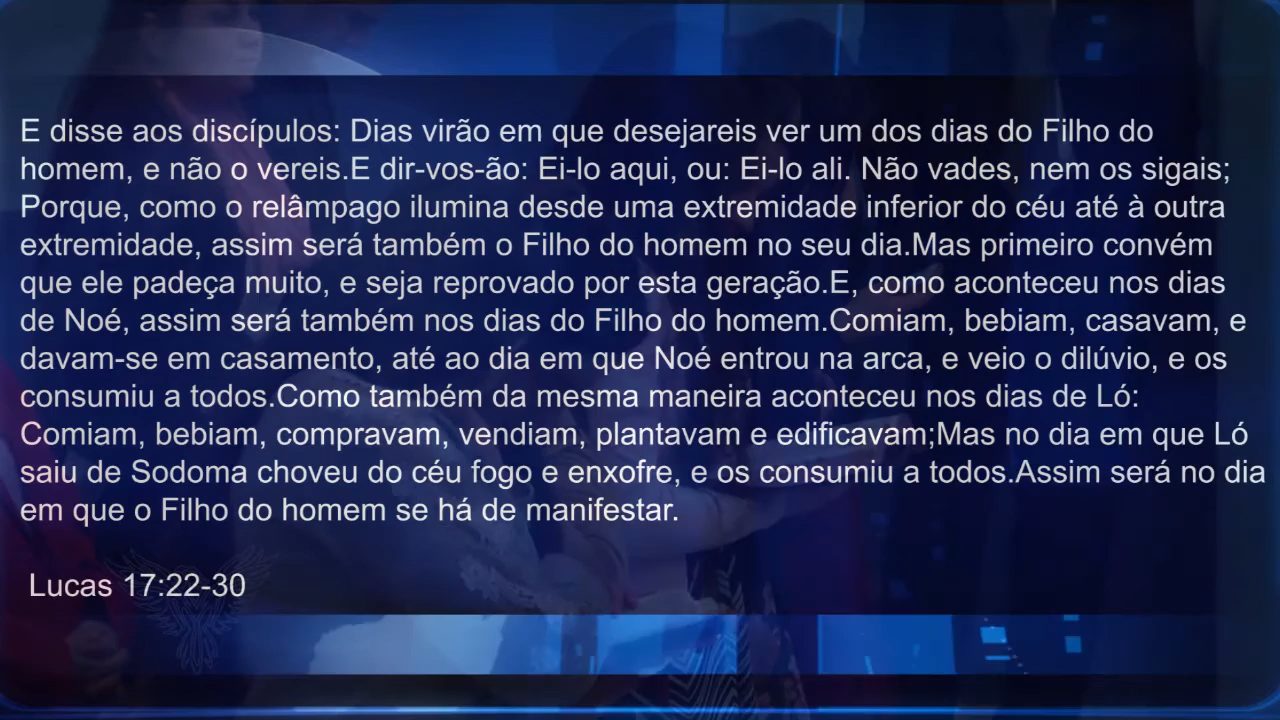 E disse aos discípulos: Dias virão em que desejareis ver um dos dias do Filho do
homem, e não o vereis.E dir-vos-ão: Ei-lo aqui, ou: Ei-lo ali. Não vades, nem os sigais;
Porque, como o relâmpago ilumina desde uma extremidade inferior do céu até à outra
extremidade, assim será também o Filho do homem no seu dia.Mas primeiro convém
que ele padeça muito, e seja reprovado por esta geração.E, como aconteceu nos dias
de Noé, assim será também nos dias do Filho do homem.Comiam, bebiam, casavam, e
davam-se em casamento, até ao dia em que Noé entrou na arca, e veio o dilúvio, e os
consumiu a todos.Como também da mesma maneira aconteceu nos dias de Ló:
Comiam, bebiam, compravam, vendiam, plantavam e edificavam;Mas no dia em que Ló
saiu de Sodoma choveu do céu fogo e enxofre, e os consumiu a todos.Assim será no dia
em que o Filho do homem se há de manifestar.
Lucas 17:22-30